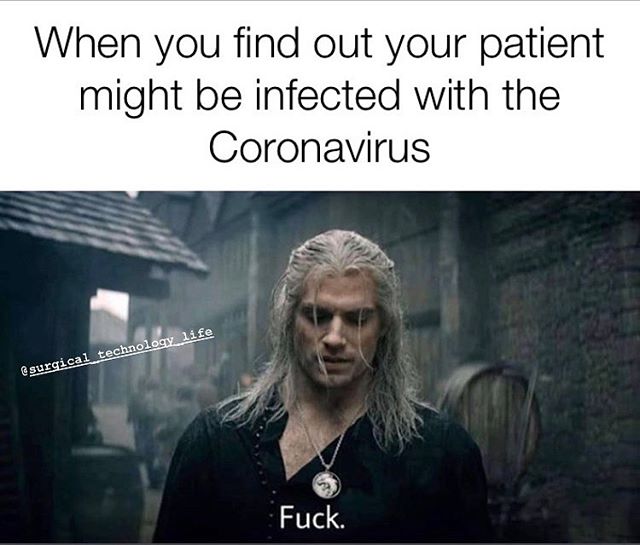 When you find out your patient
might be infected with the
Coronavirus
@surgical_technology_life
Fuck.